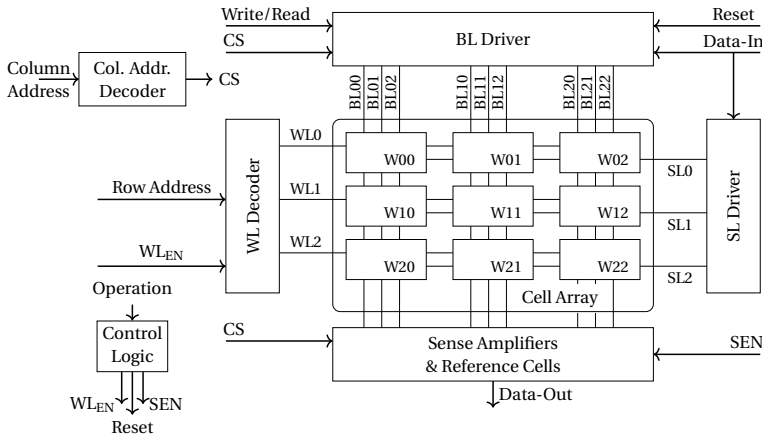 Write/Read
Reset
BL Driver
CS
Data-In
Column
Address
Col. Addr.
Decoder
CS
BL00
BL01
BL02
BL10
BL11
BL12
BL20
BL21
BL22
WL Decoder
WL0
W00
W01
W02
SL0
SL Driver
Row Address
WL1
W10
W11
W12
SL1
WL2
W20
W21
W22
SL2
WLEN
Operation
Cell Array
Control
Logic
CS
Sense Amplifiers
& Reference Cells
SEN
WLEN
SEN
Reset
Data-Out